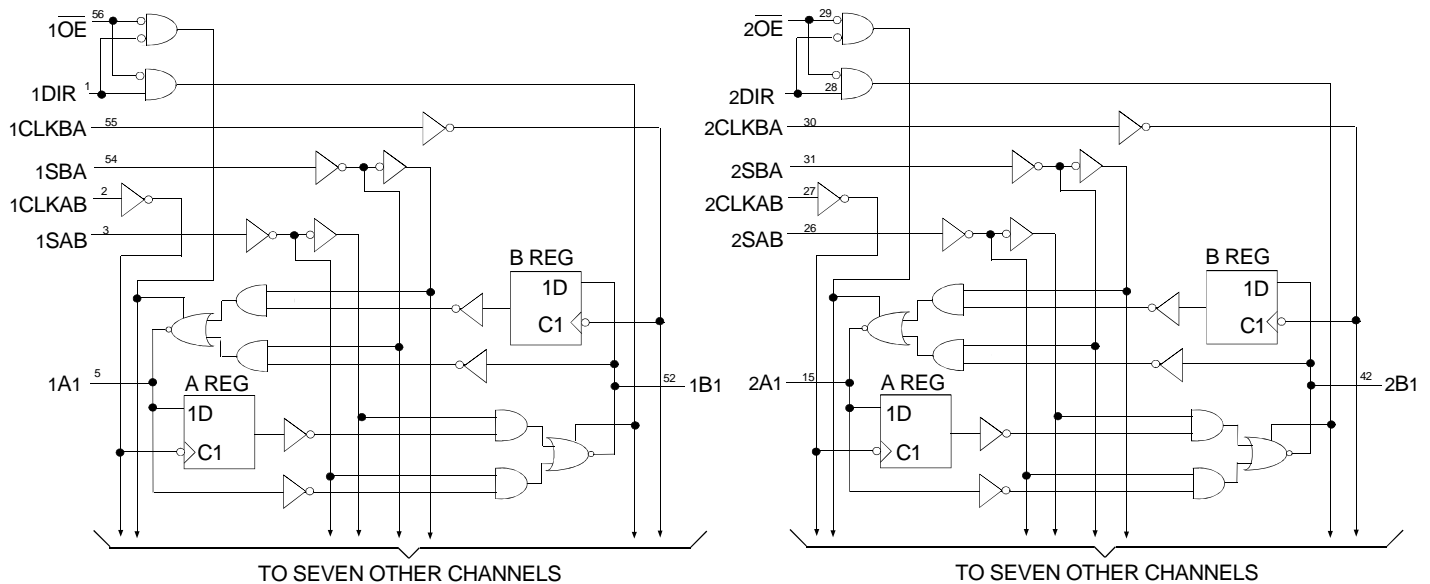 1OE 56
1DIR 1
1CLKBA 55
1SBA 54
1CLKAB 2
1SAB 3
B REG
1D
C1
1A1 5
A REG
1D
C1
52 1B1
TO SEVEN OTHER CHANNELS
2OE 29
2DIR 28
2CLKBA 30
2SBA 31
2CLKAB 27
2SAB 26
B REG
1D
C1
2A1 15
A REG
1D
C1
42 2B1
TO SEVEN OTHER CHANNELS